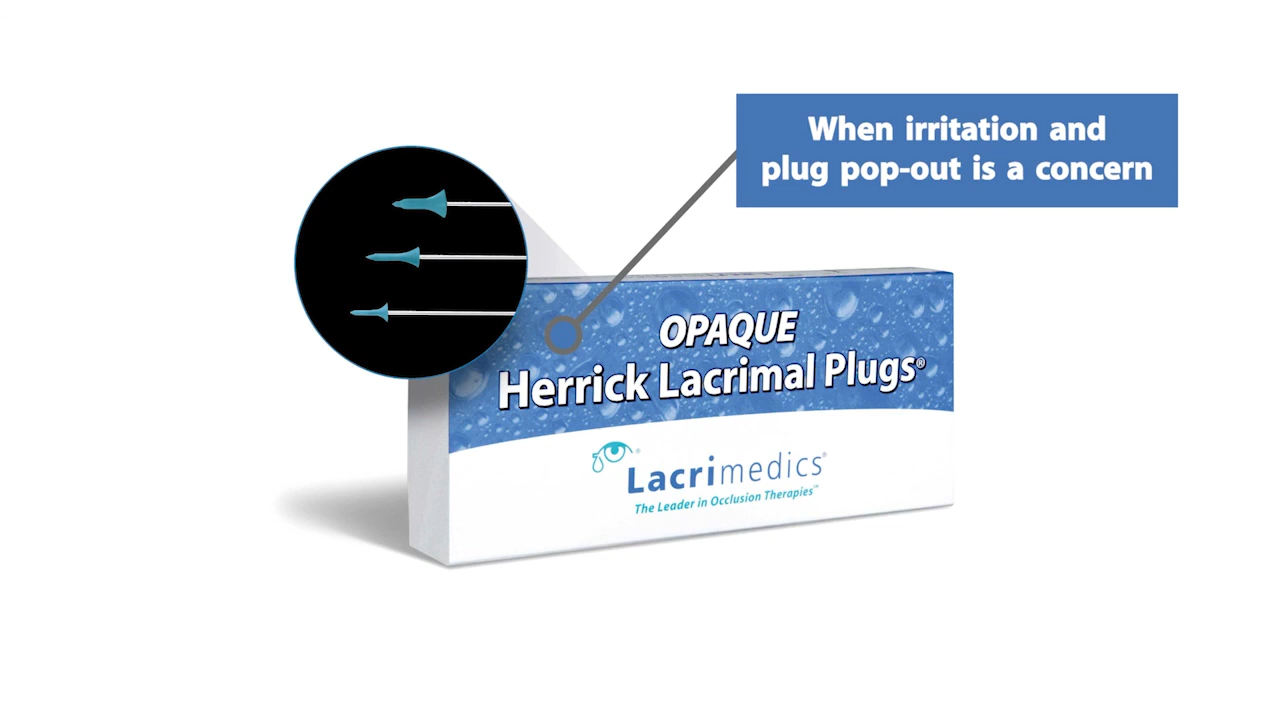 When irritation and
plug pop-out is a concern
OPAQUE
Herrick Lacrimal Plugs®
Lacrimedics®
The Leader in Occlusion Therapies™